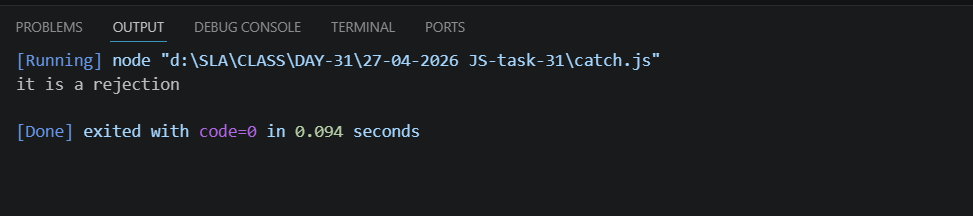 PROBLEMS OUTPUT DEBUG CONSOLE TERMINAL PORTS
[Running] node "d:\SLA\CLASS\DAY-31\27-04-2026 JS-task-31\catch.js"
it is a rejection
[Done] exited with code=0 in 0.094 seconds